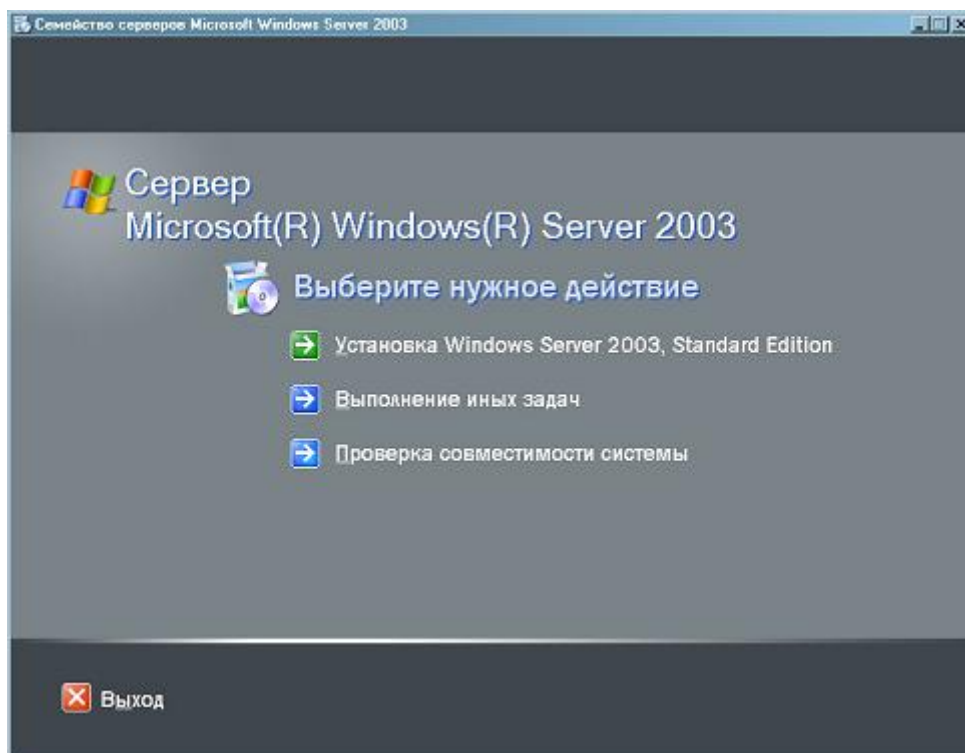 Семейство серверов Microsoft Windows Server 2003
Сервер
Microsoft(R) Windows(R) Server 2003
Выберите нужное действие
Установка Windows Server 2003, Standard Edition
Выполнение иных задач
Проверка совместимости системы
Выход